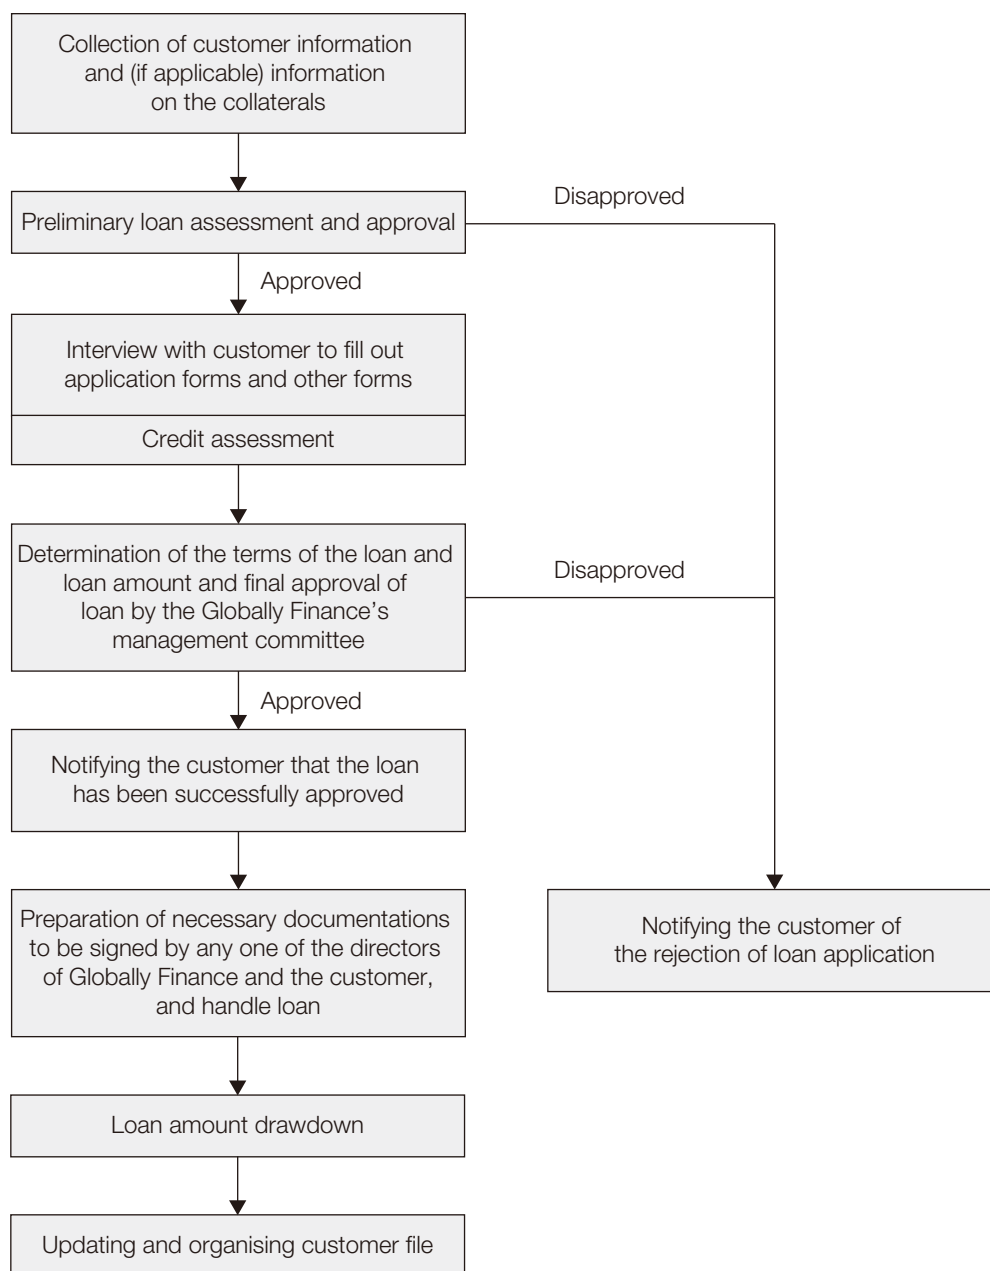 Collection of customer information
and (if applicable) information
on the collaterals
Preliminary loan assessment and approval
Disapproved
Approved
Interview with customer to fill out
application forms and other forms
Credit assessment
Determination of the terms of the loan and
loan amount and final approval of
loan by the Globally Finance’s
management committee
Disapproved
Approved
Notifying the customer that the loan
has been successfully approved
Preparation of necessary documentations
to be signed by any one of the directors
of Globally Finance and the customer,
and handle loan
Notifying the customer of
the rejection of loan application
Loan amount drawdown
Updating and organising customer file